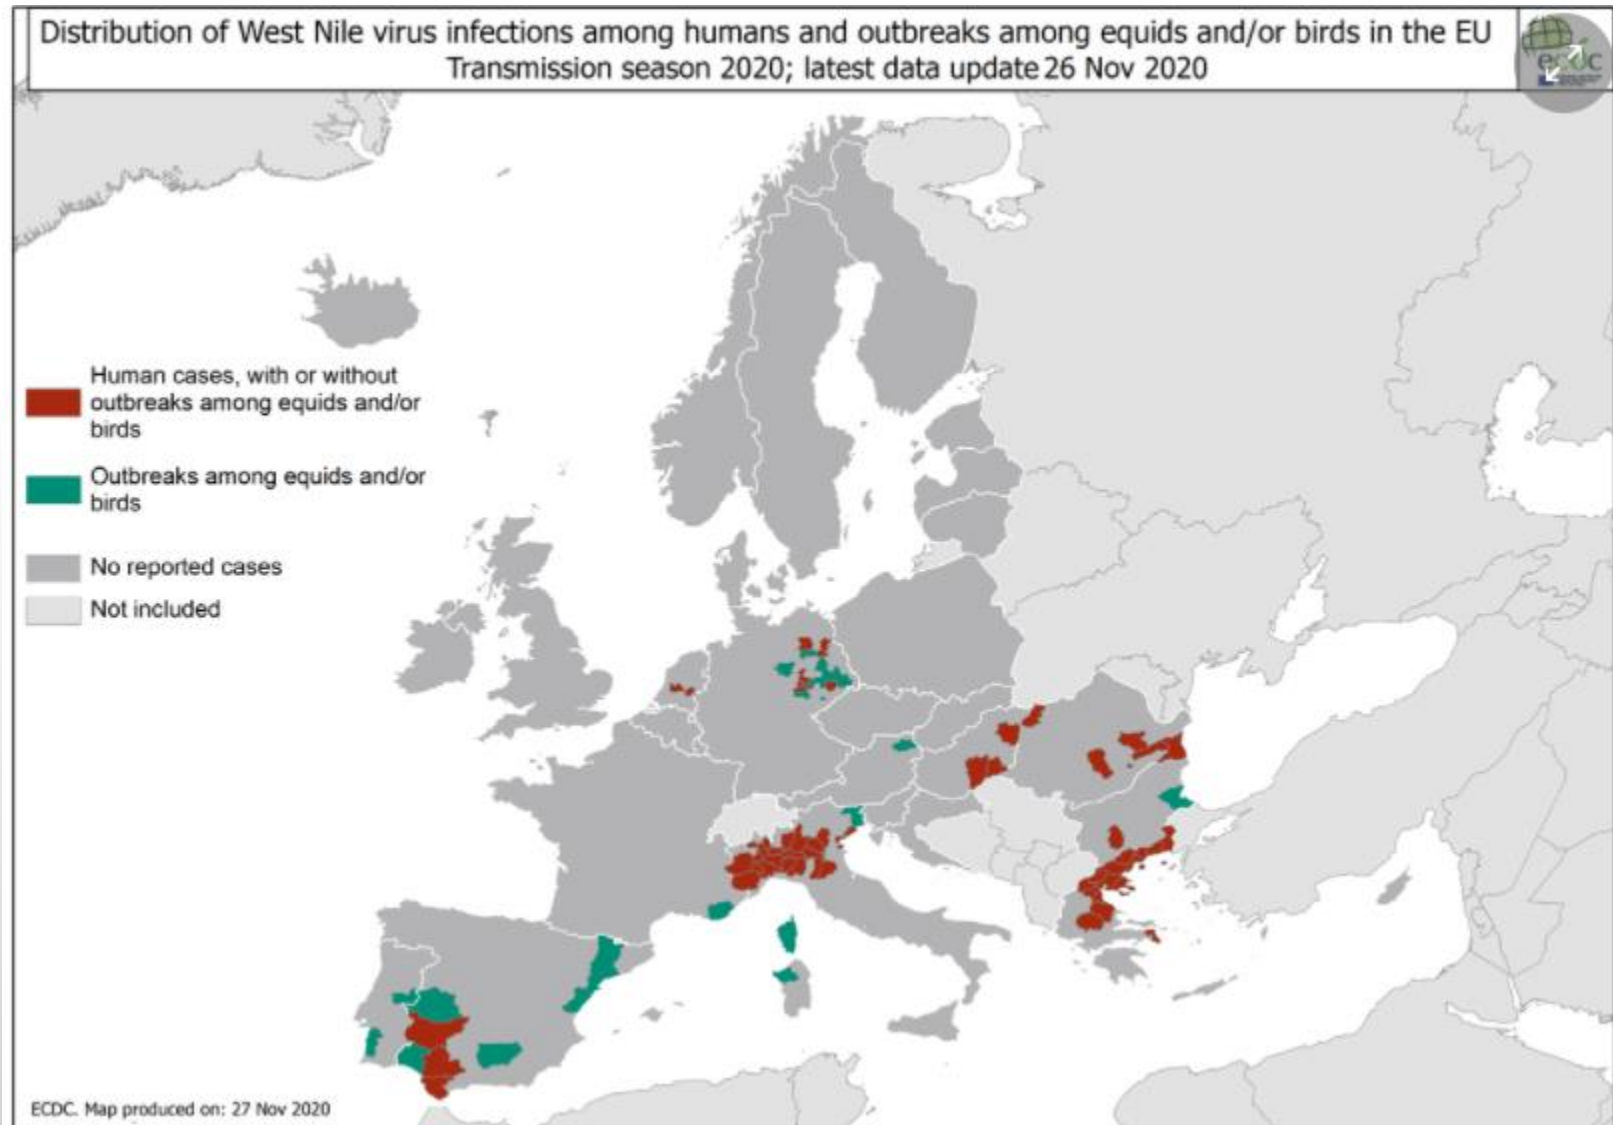 Distribution of West Nile virus infections among humans and outbreaks among equids and/or birds in the EU
Transmission season 2020; latest data update 26 Nov 2020
ecdc
Human cases, with or without
outbreaks among equids and/or
birds
Outbreaks among equids and/or
birds
No reported cases
Not included
ECDC. Map produced on: 27 Nov 2020